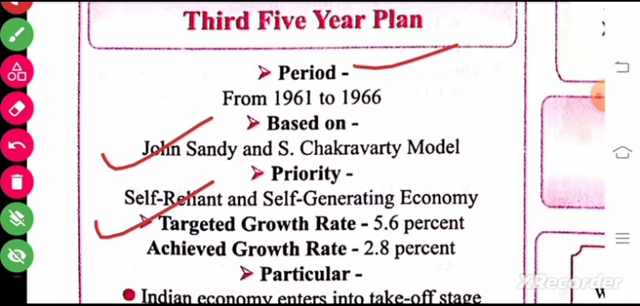 Third Five Year Plan
➢ Period -
From 1961 to 1966
➢ Based on -
John Sandy and S. Chakravarty Model
➢ Priority -
Self-Reliant and Self-Generating Economy
➢ Targeted Growth Rate - 5.6 percent
Achieved Growth Rate - 2.8 percent
➢ Particular -
● Indian economy enters into take-off stage
XRecorder